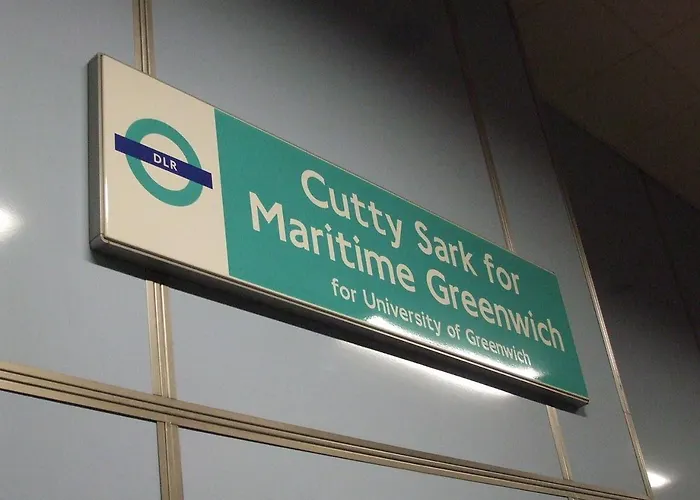 DLR
Cutty Sark for
Maritime Greenwich
for University of Greenwich